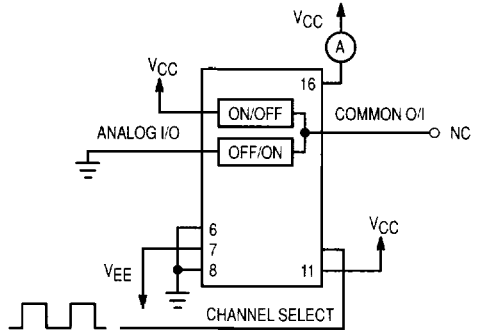 VCC
A
16
VCC
ON/OFF
COMMON O/I
ANALOG I/O
NC
OFF/ON
6
7
8
VEE
11
VCC
CHANNEL SELECT